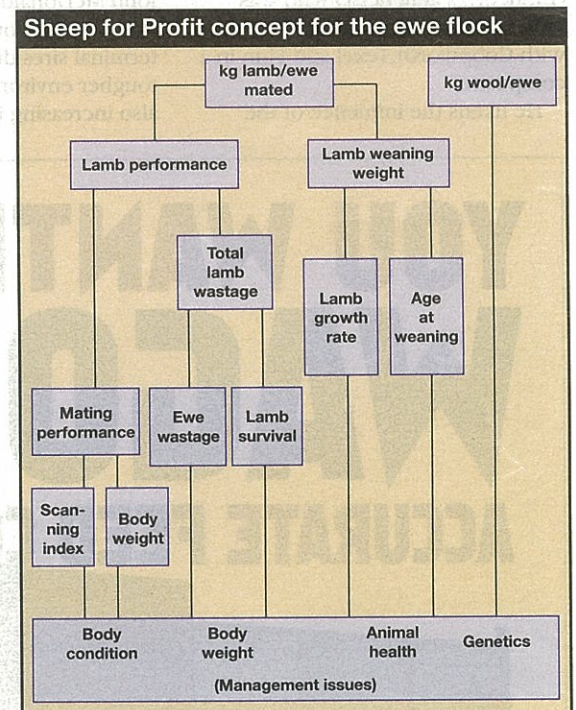 Sheep for Profit concept for the ewe flock
kg lamb/ewe
mated
kg wool/ewe
Lamb performance
Lamb weaning
weight
Total
lamb
wastage
Lamb
growth
rate
Age
at
weaning
Mating
performance
Ewe
wastage
Lamb
survival
Scan-
ning
index
Body
weight
Body
condition
Body
weight
Animal
health
Genetics
(Management issues)